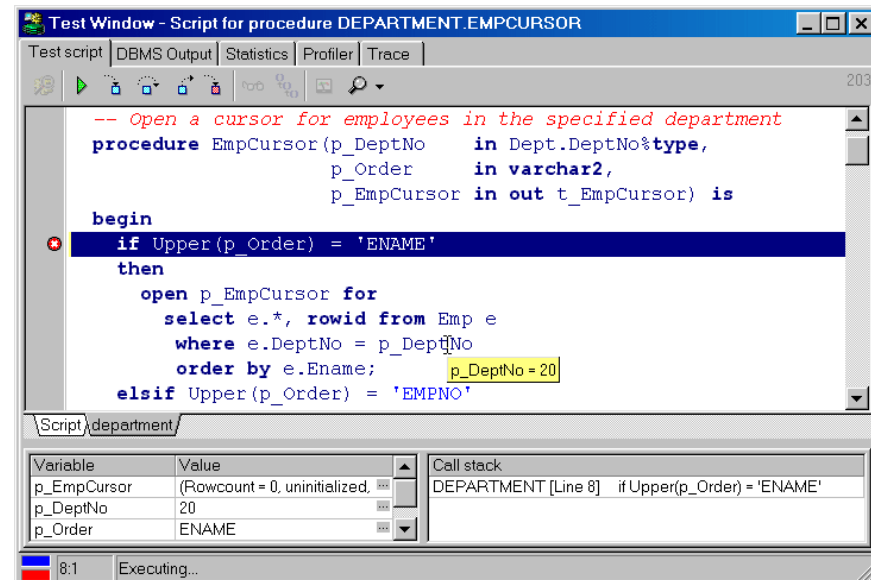 Test Window - Script for procedure DEPARTMENT.EMPCURSOR
Test script DBMS Output Statistics Profiler Trace
203
-- Open a cursor for employees in the specified department
procedure EmpCursor(p_DeptNo in Dept.DeptNo%type,
p_Order in varchar2,
p_EmpCursor in out t_EmpCursor) is
begin
if Upper(p_Order) = 'ENAME'
then
open p_EmpCursor for
select e.*, rowid from Emp e
where e.DeptNo = p_DeptNo
order by e.Ename;
p_DeptNo = 20
elsif Upper(p_Order) = 'EMPNO'
Script department
Variable Value Call stack
p_EmpCursor (Rowcount = 0, uninitialized, DEPARTMENT [Line 8] if Upper(p_Order) = 'ENAME'
p_DeptNo 20
p_Order ENAME
8:1 Executing...